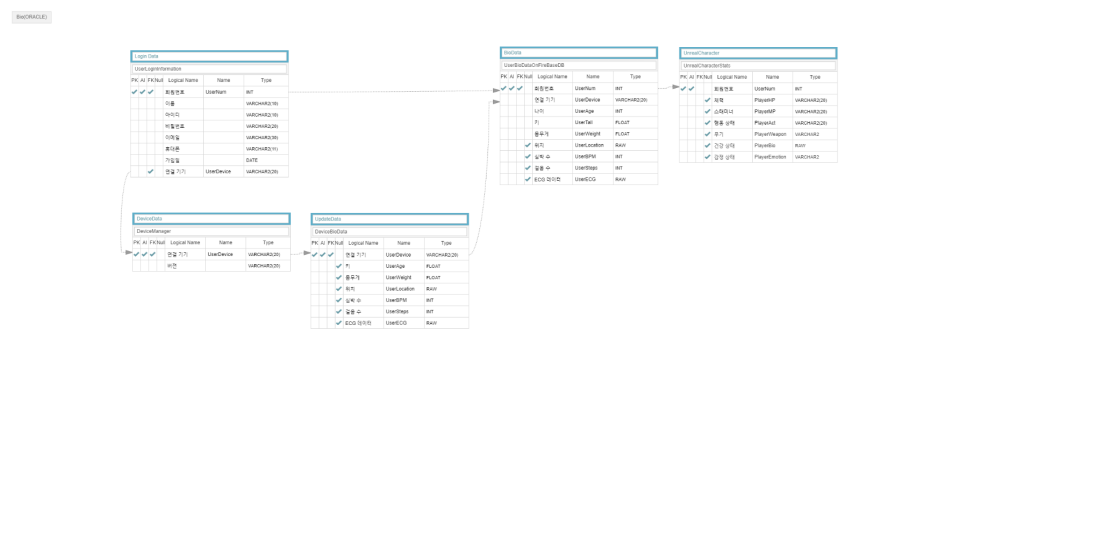 Bio(ORACLE)
Login Data
UserLoginInformation
PK AI FK Null Logical Name Name Type
회원번호 UserNum INT
이름 VARCHAR2(10)
아이디 VARCHAR2(10)
비밀번호 VARCHAR2(20)
이메일 VARCHAR2(30)
휴대폰 VARCHAR2(11)
가입일 DATE
연결 기기 UserDevice VARCHAR2(20)
BioData
UserBioDataOnFireBaseDB
PK AI FK Null Logical Name Name Type
회원번호 UserNum INT
연결 기기 UserDevice VARCHAR2(20)
나이 UserAge INT
키 UserTall FLOAT
몸무게 UserWeight FLOAT
위치 UserLocation RAW
심박 수 UserBPM INT
걸음 수 UserSteps INT
ECG 데이터 UserECG RAW
UnrealCharacter
UnrealCharacterStats
PK AI FK Null Logical Name Name Type
회원번호 UserNum INT
체력 PlayerHP VARCHAR2(20)
스태미너 PlayerMP VARCHAR2(20)
행동 상태 PlayerAct VARCHAR2(20)
무기 PlayerWeapon VARCHAR2
건강 상태 PlayerBio RAW
감정 상태 PlayerEmotion VARCHAR2
DeviceData
DeviceManager
PK AI FK Null Logical Name Name Type
연결 기기 UserDevice VARCHAR2(20)
버전 VARCHAR2(20)
UpdateData
DeviceBioData
PK AI FK Null Logical Name Name Type
연결 기기 UserDevice VARCHAR2(20)
키 UserAge FLOAT
몸무게 UserWeight FLOAT
위치 UserLocation RAW
심박 수 UserBPM INT
걸음 수 UserSteps INT
ECG 데이터 UserECG RAW